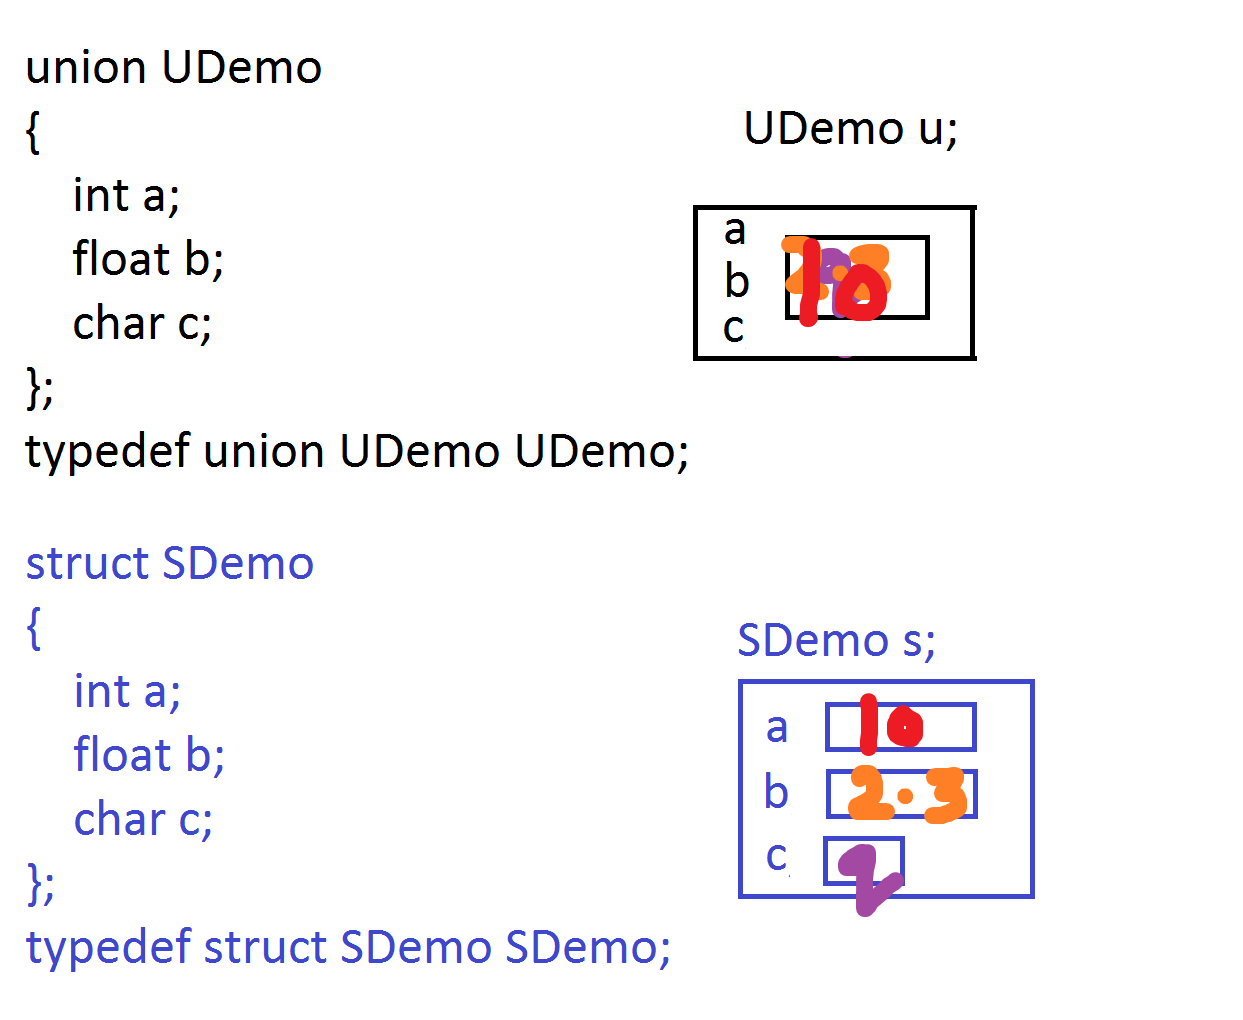 union UDemo
{
int a;
float b;
char c;
};
typedef union UDemo UDemo;
UDemo u;
a
b
c
10
struct SDemo
{
int a;
float b;
char c;
};
typedef struct SDemo SDemo;
SDemo s;
a 10
b 2.3
c q